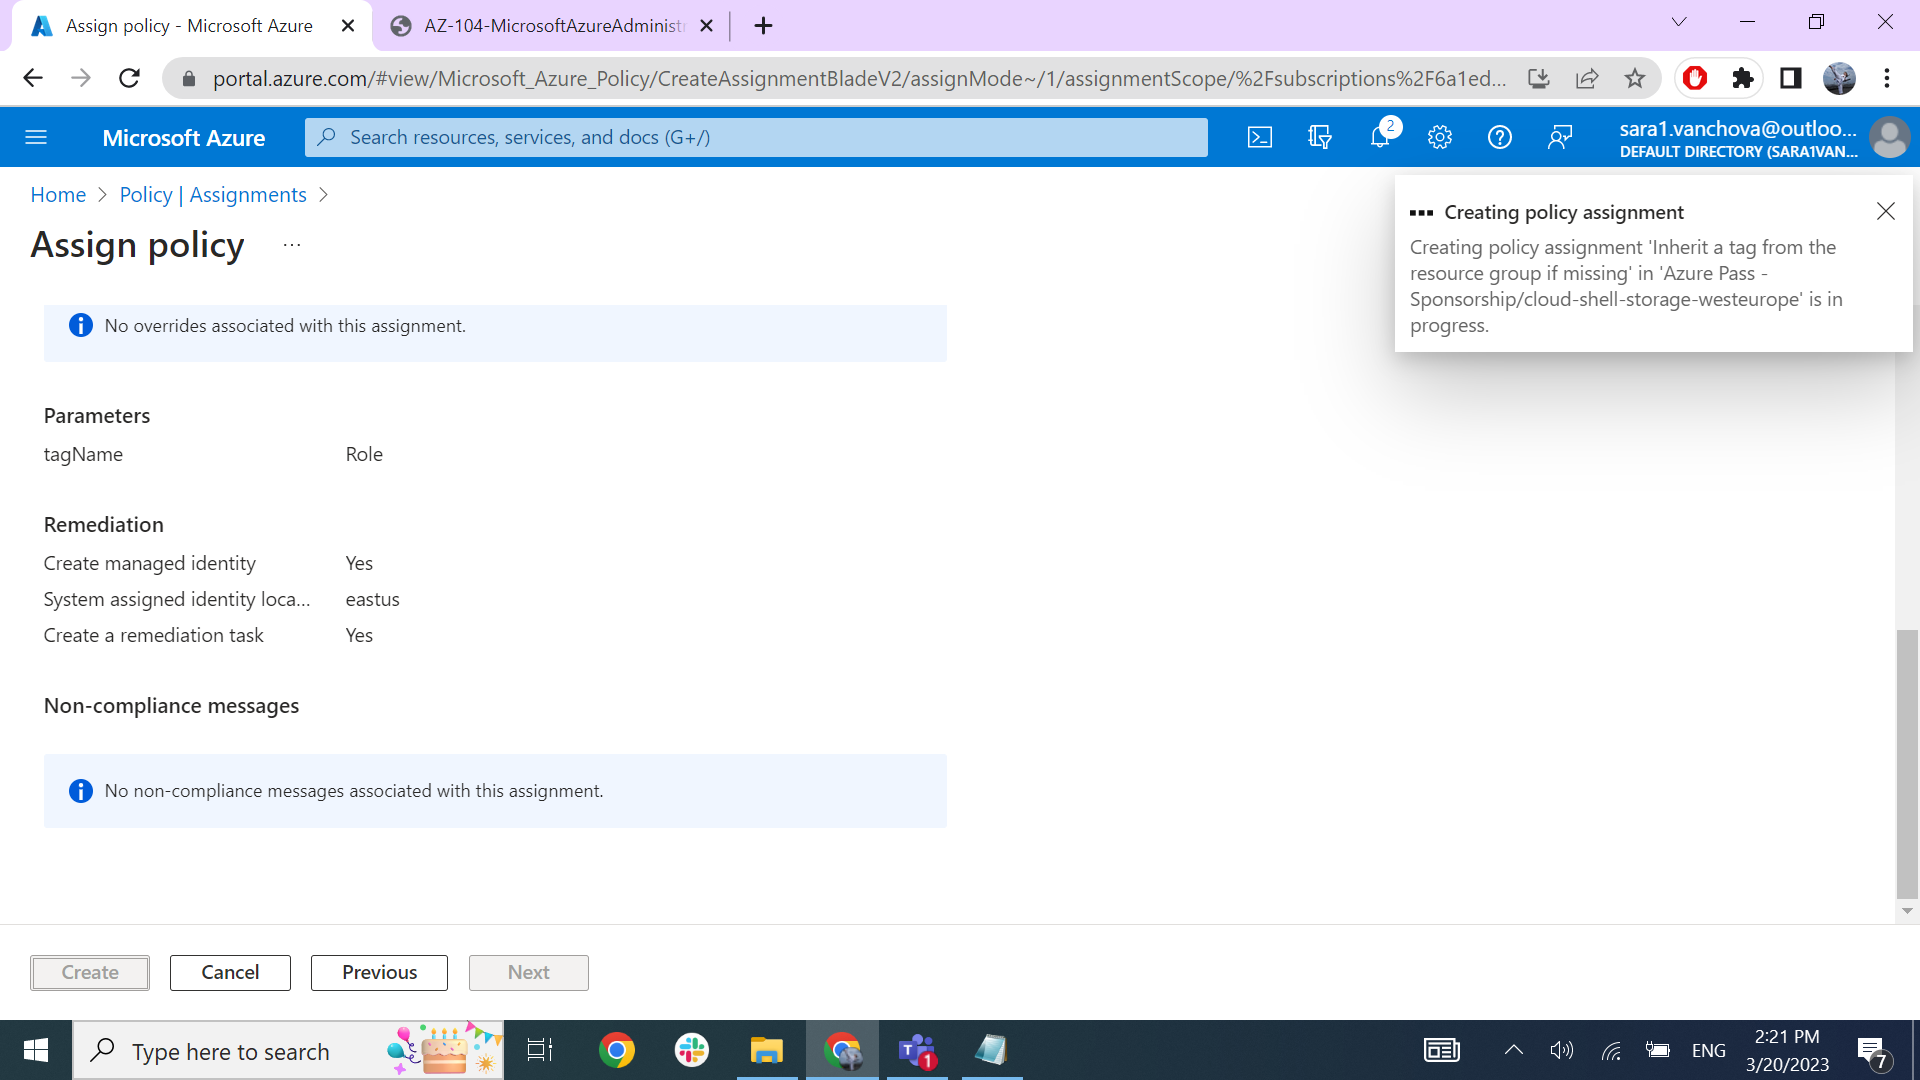 Assign policy - Microsoft Azure
AZ-104-MicrosoftAzureAdminist
portal.azure.com/#view/Microsoft_Azure_Policy/CreateAssignmentBladeV2/assignMode~/1/assignmentScope/%2Fsubscriptions%2F6a1ed...
Microsoft Azure
Search resources, services, and docs (G+/)
2
sara1.vanchova@outloo...
DEFAULT DIRECTORY (SARA1VAN...
Home > Policy | Assignments >
Assign policy ...
Creating policy assignment
Creating policy assignment 'Inherit a tag from the
resource group if missing' in 'Azure Pass -
Sponsorship/cloud-shell-storage-westeurope' is in
progress.
No overrides associated with this assignment.
Parameters
tagName Role
Remediation
Create managed identity Yes
System assigned identity loca... eastus
Create a remediation task Yes
Non-compliance messages
No non-compliance messages associated with this assignment.
Create Cancel Previous Next
Type here to search
1
ENG
2:21 PM
3/20/2023
7